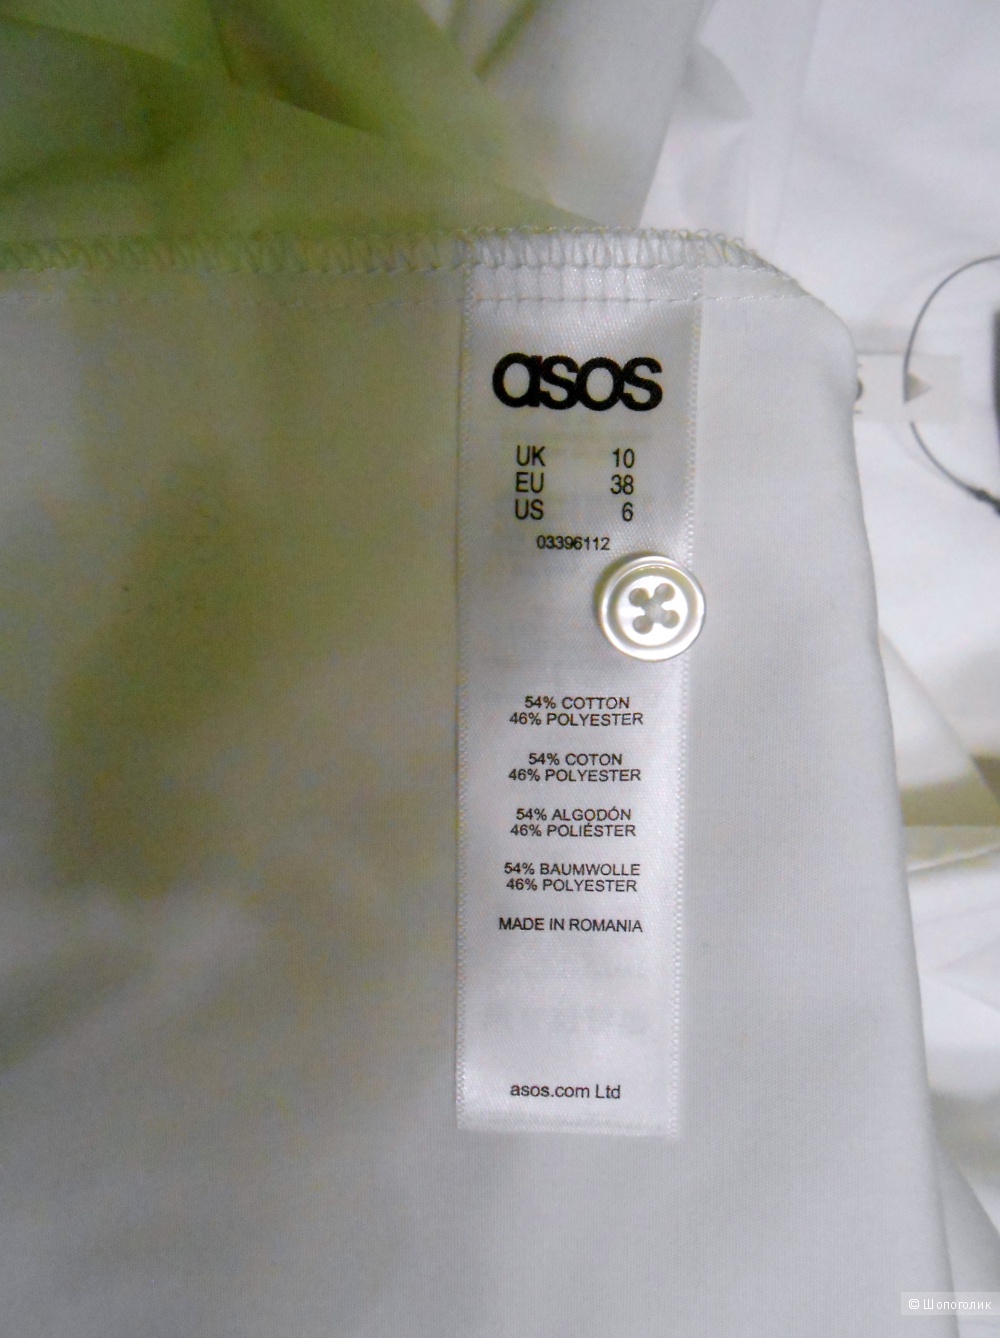 asos
UK 10
EU 38
US 6
03396112
54% COTTON
46% POLYESTER
54% COTON
46% POLYESTER
54% ALGODÓN
46% POLIÉSTER
54% BAUMWOLLE
46% POLYESTER
MADE IN ROMANIA
asos.com Ltd
© Шопоголик